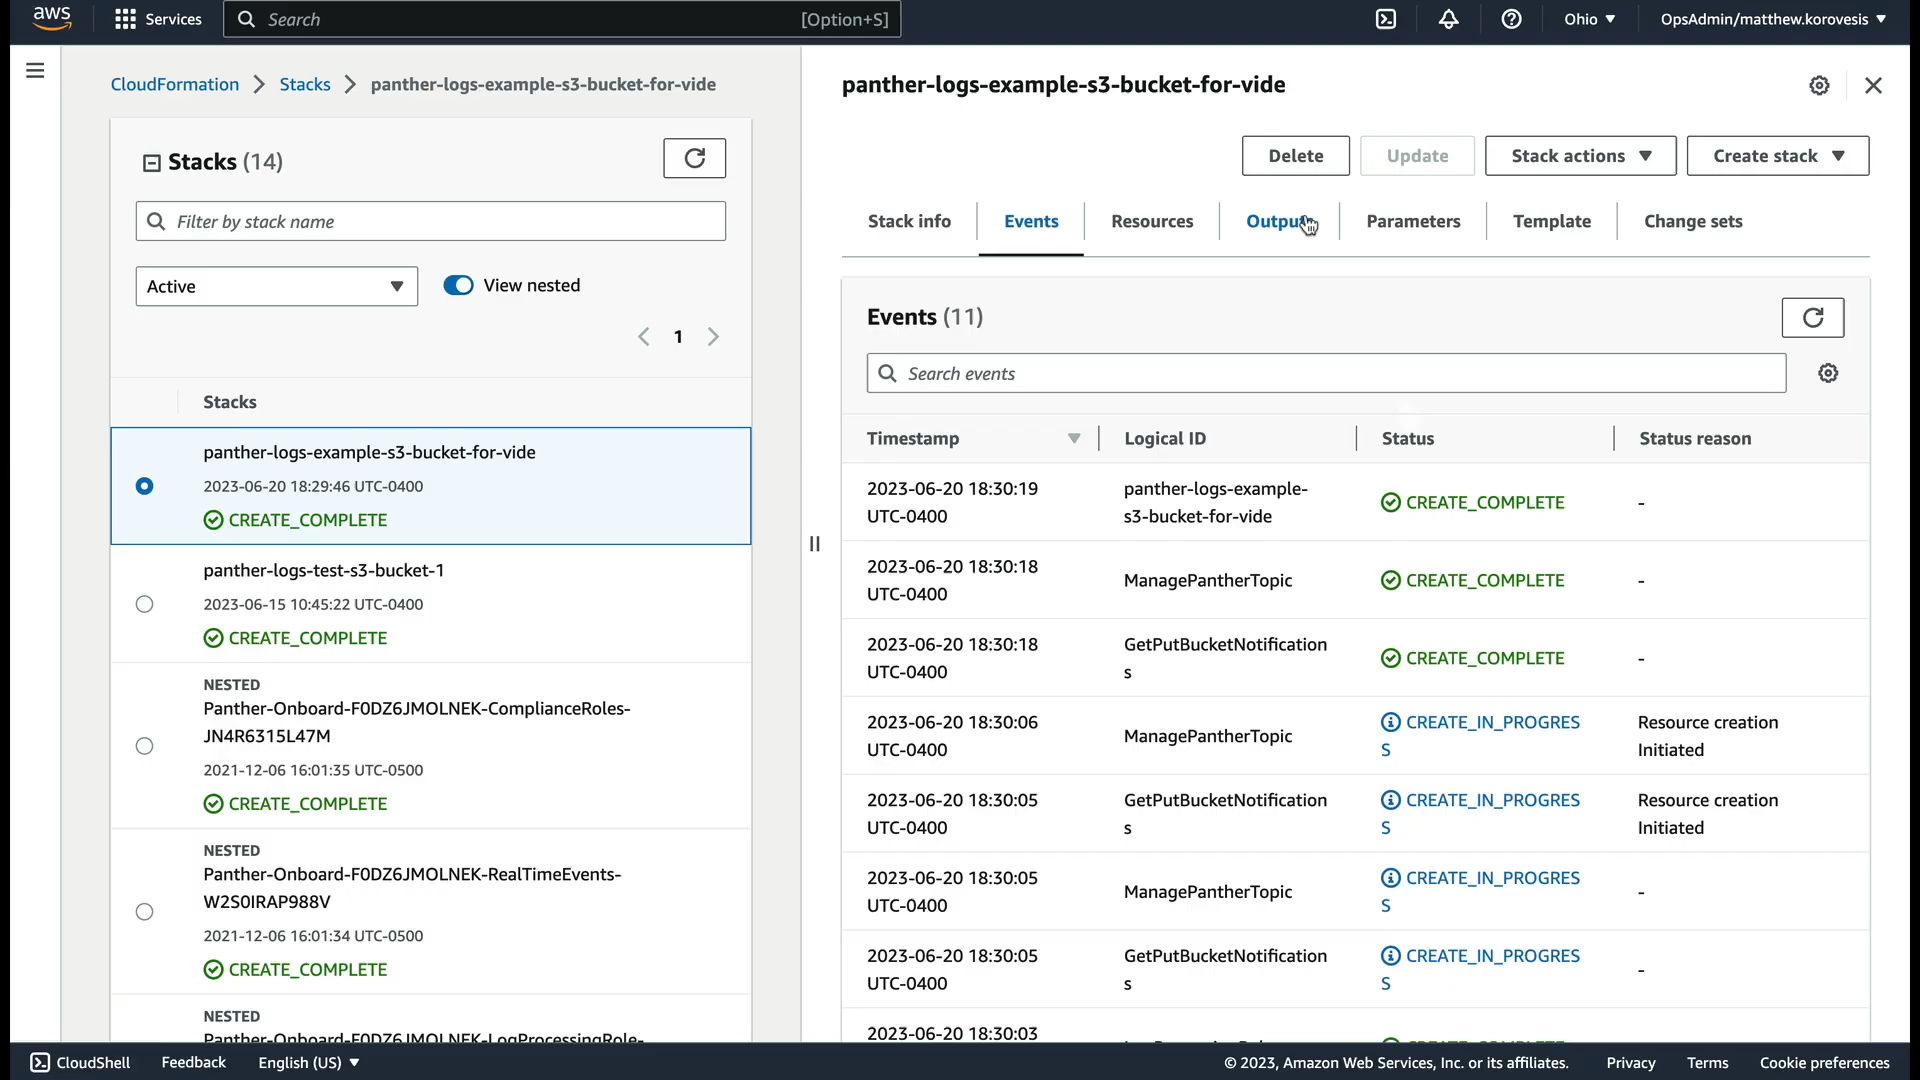 aws
Services
Search
[Option+S]
Ohio
OpsAdmin/matthew.korovesis
CloudFormation
Stacks
panther-logs-example-s3-bucket-for-vide
Stacks (14)
Filter by stack name
Active
View nested
1
Stacks
panther-logs-example-s3-bucket-for-vide
2023-06-20 18:29:46 UTC-0400
CREATE_COMPLETE
panther-logs-test-s3-bucket-1
2023-06-15 10:45:22 UTC-0400
CREATE_COMPLETE
NESTED
Panther-Onboard-F0DZ6JMOLNEK-ComplianceRoles-
JN4R6315L47M
2021-12-06 16:01:35 UTC-0500
CREATE_COMPLETE
NESTED
Panther-Onboard-F0DZ6JMOLNEK-RealTimeEvents-
W2S0IRAP988V
2021-12-06 16:01:34 UTC-0500
CREATE_COMPLETE
NESTED
Panther-Onboard-F0DZ6JMOLNEK-LogProcessingRole-
panther-logs-example-s3-bucket-for-vide
Delete
Update
Stack actions
Create stack
Stack info
Events
Resources
Outputs
Parameters
Template
Change sets
Events (11)
Search events
Timestamp
Logical ID
Status
Status reason
2023-06-20 18:30:19
UTC-0400
panther-logs-example-
s3-bucket-for-vide
CREATE_COMPLETE
-
2023-06-20 18:30:18
UTC-0400
ManagePantherTopic
CREATE_COMPLETE
-
2023-06-20 18:30:18
UTC-0400
GetPutBucketNotification
s
CREATE_COMPLETE
-
2023-06-20 18:30:06
UTC-0400
ManagePantherTopic
CREATE_IN_PROGRES
S
Resource creation
Initiated
2023-06-20 18:30:05
UTC-0400
GetPutBucketNotification
s
CREATE_IN_PROGRES
S
Resource creation
Initiated
2023-06-20 18:30:05
UTC-0400
ManagePantherTopic
CREATE_IN_PROGRES
S
-
2023-06-20 18:30:05
UTC-0400
GetPutBucketNotification
s
CREATE_IN_PROGRES
S
-
2023-06-20 18:30:03
CREATE_COMPLETE
CloudShell
Feedback
English (US)
© 2023, Amazon Web Services, Inc. or its affiliates.
Privacy
Terms
Cookie preferences